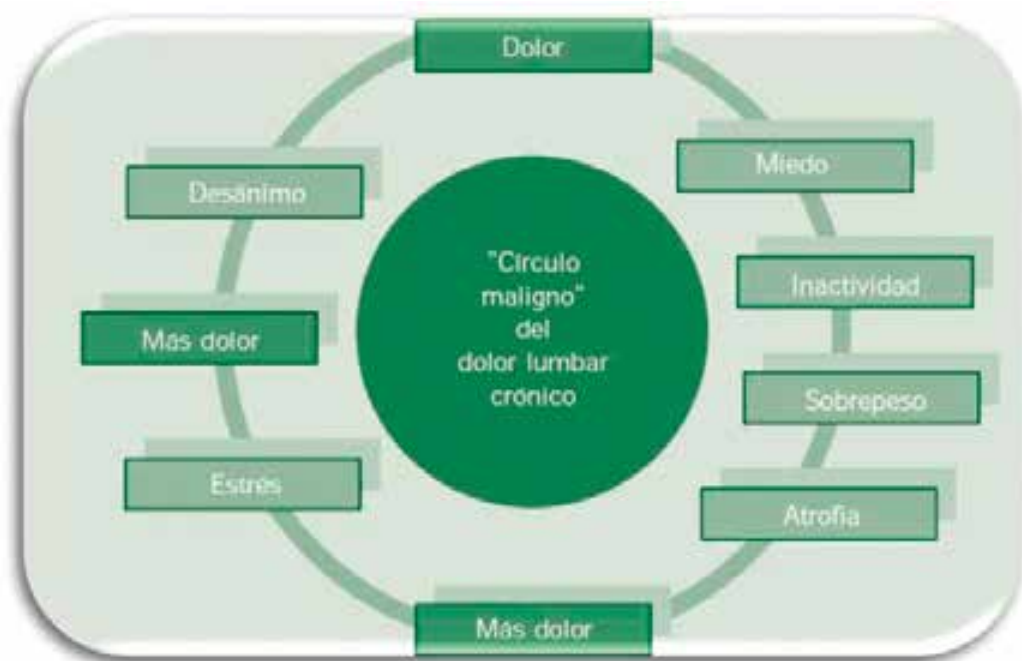 Dolor
Miedo
Inactividad
Sobrepeso
Atrofia
Más dolor
Estrés
Más dolor
Desánimo
"Círculo
maligno"
del
dolor lumbar
crónico